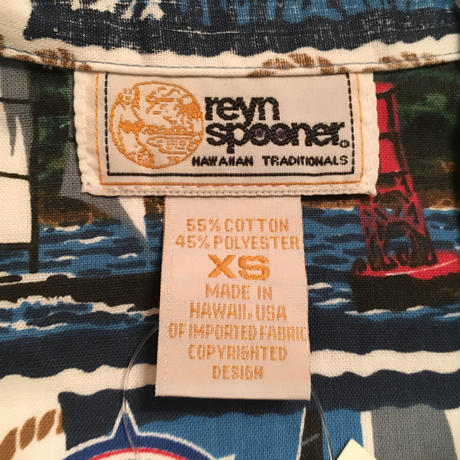 reyn
spooner®
HAWAIIAN TRADITIONALS
55% COTTON
45% POLYESTER
XS
MADE IN
HAWAII, USA
OF IMPORTED FABRIC
COPYRIGHTED
DESIGN